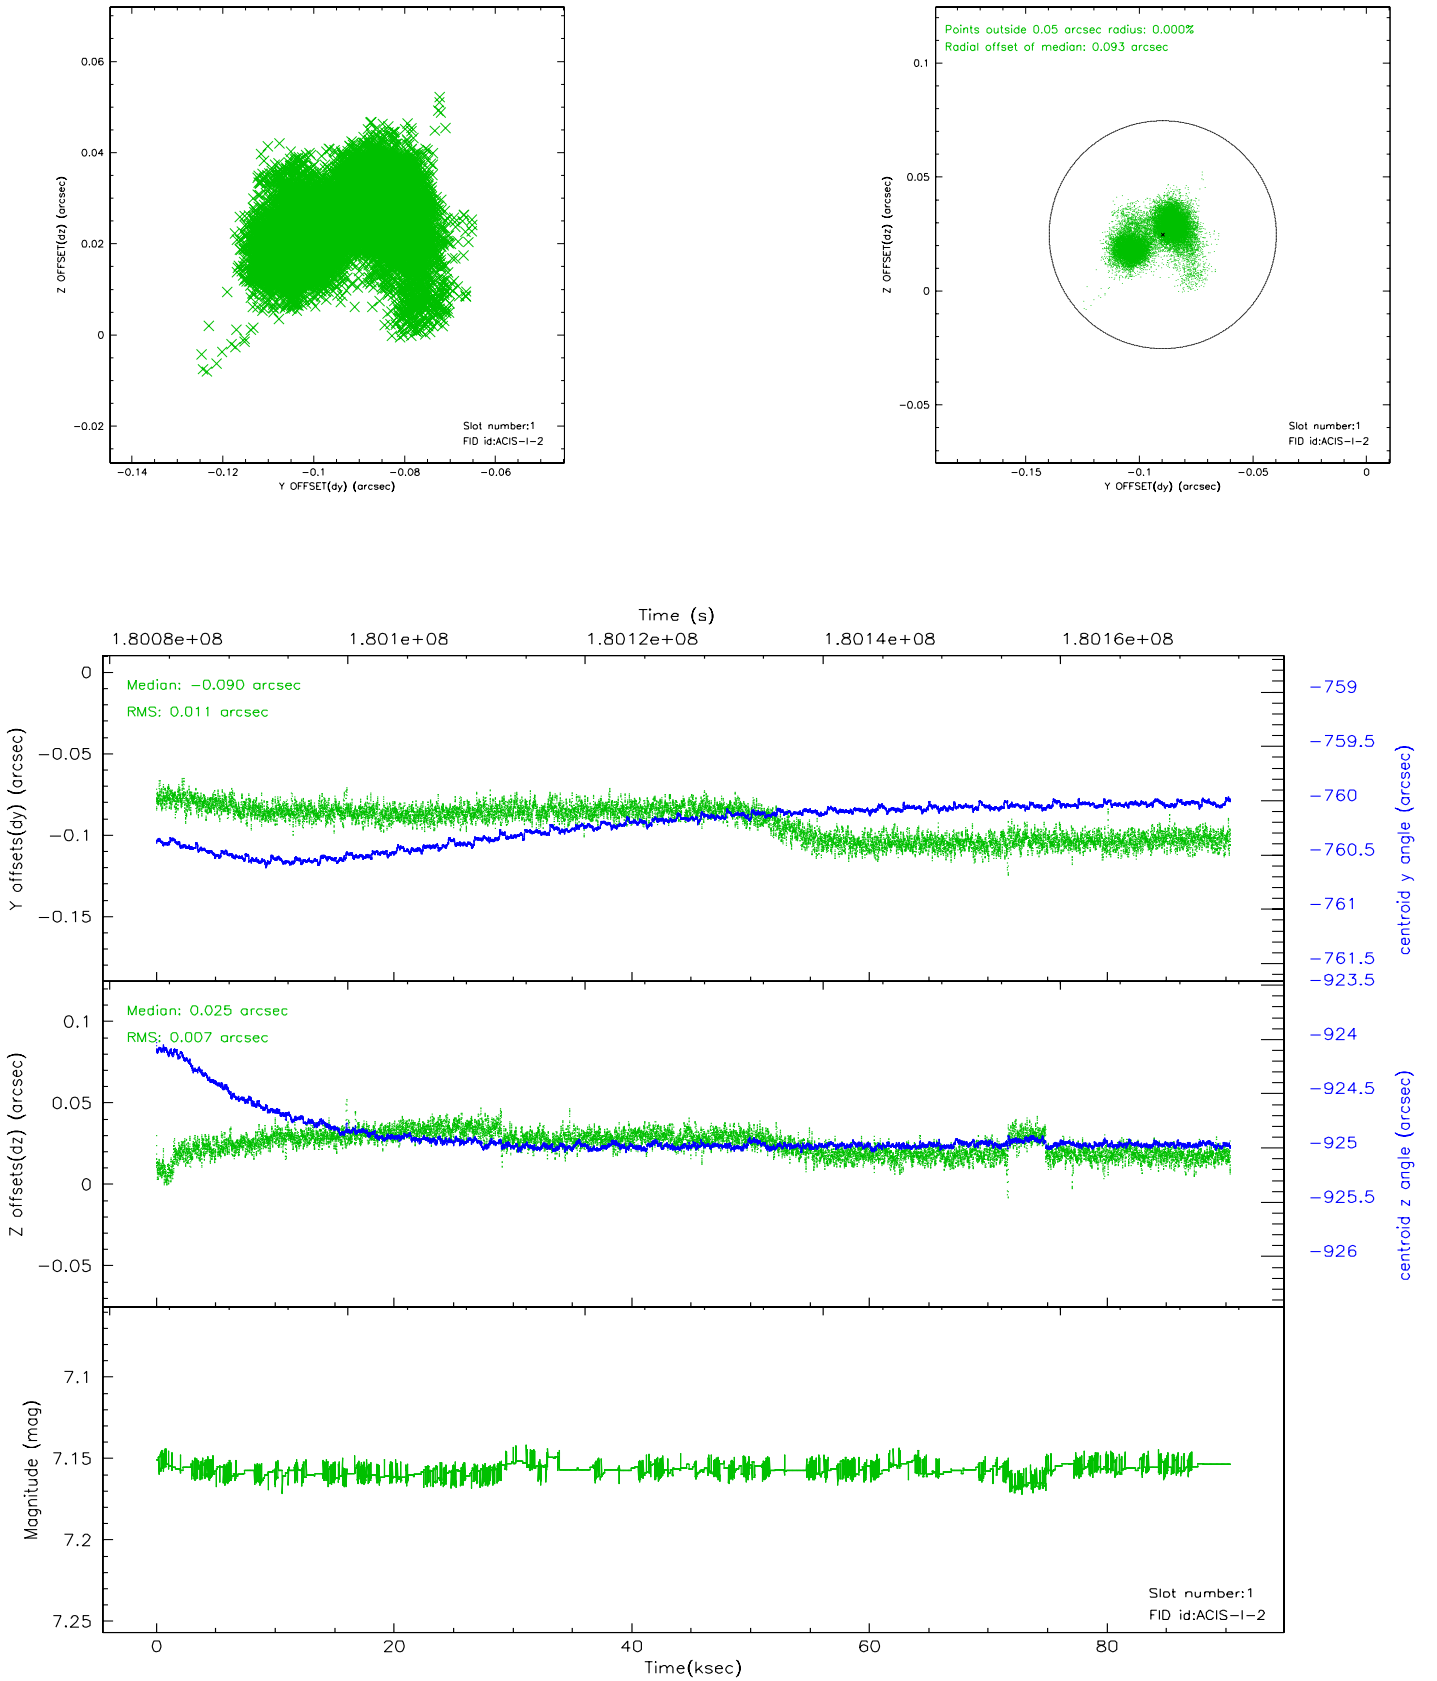 0.06
0.04
0.02
0
−0.02
Z OFFSET(dz) (arcsec)
Slot number:1
FID id:ACIS−I−2
−0.14 −0.12 −0.1 −0.08 −0.06
Y OFFSET(dy) (arcsec)
Points outside 0.05 arcsec radius: 0.000%
Radial offset of median: 0.093 arcsec
0.1
0.05
0
−0.05
Z OFFSET(dz) (arcsec)
Slot number:1
FID id:ACIS−I−2
−0.15 −0.1 −0.05 0
Y OFFSET(dy) (arcsec)
Time (s)
1.8008e+08 1.801e+08 1.8012e+08 1.8014e+08 1.8016e+08
Median: −0.090 arcsec
RMS: 0.011 arcsec
0
−0.05
−0.1
−0.15
Y offsets(dy) (arcsec)
−759
−759.5
−760
−760.5
−761
−761.5
centroid y angle (arcsec)
Median: 0.025 arcsec
RMS: 0.007 arcsec
0.1
0.05
0
−0.05
Z offsets(dz) (arcsec)
−923.5
−924
−924.5
−925
−925.5
−926
centroid z angle (arcsec)
7.1
7.15
7.2
7.25
Magnitude (mag)
Slot number:1
FID id:ACIS−I−2
0 20 40 60 80
Time(ksec)